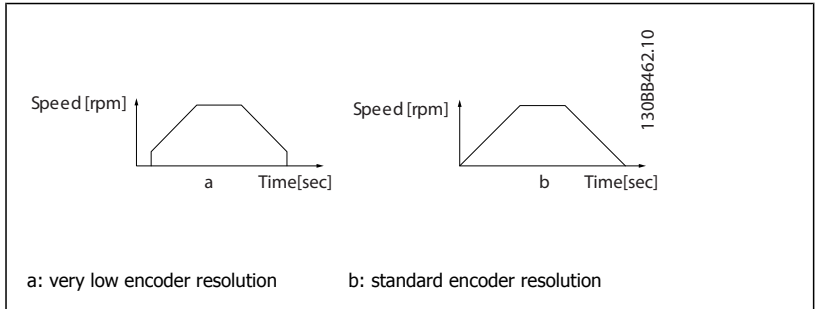 130BB462.10
Speed [rpm]
a
Time[sec]
Speed [rpm]
b
Time[sec]
a: very low encoder resolution
b: standard encoder resolution